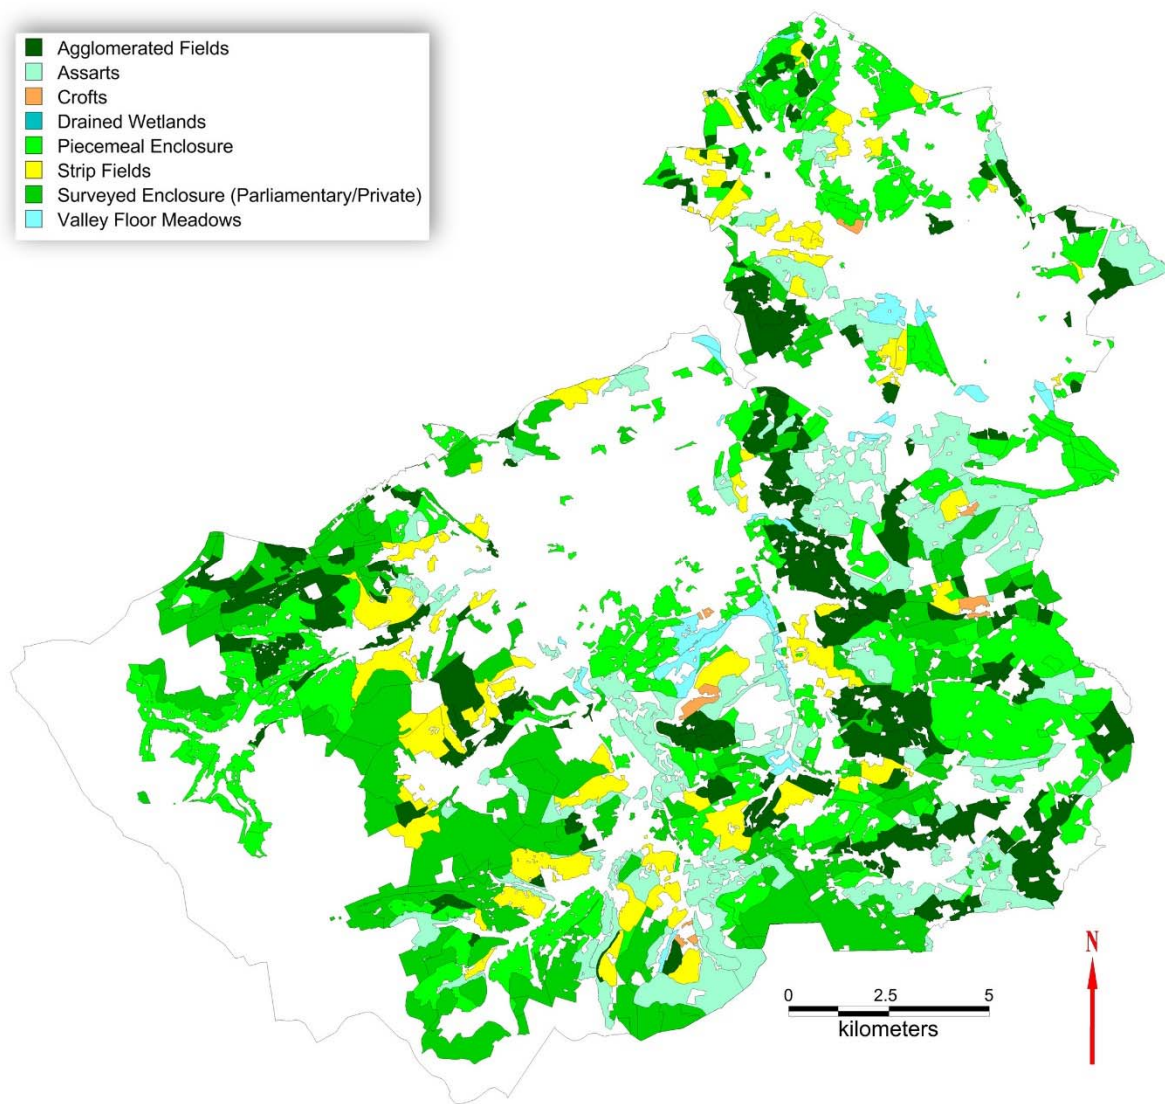 Agglomerated Fields
Assarts
Crofts
Drained Wetlands
Piecemeal Enclosure
Strip Fields
Surveyed Enclosure (Parliamentary/Private)
Valley Floor Meadows
N
0 2.5 5
kilometers